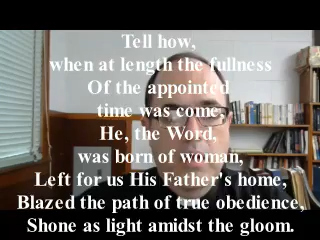 Tell how,
when at length the fullness
Of the appointed
time was come,
He, the Word,
was born of woman,
Left for us His Father's home,
Blazed the path of true obedience,
Shone as light amidst the gloom.